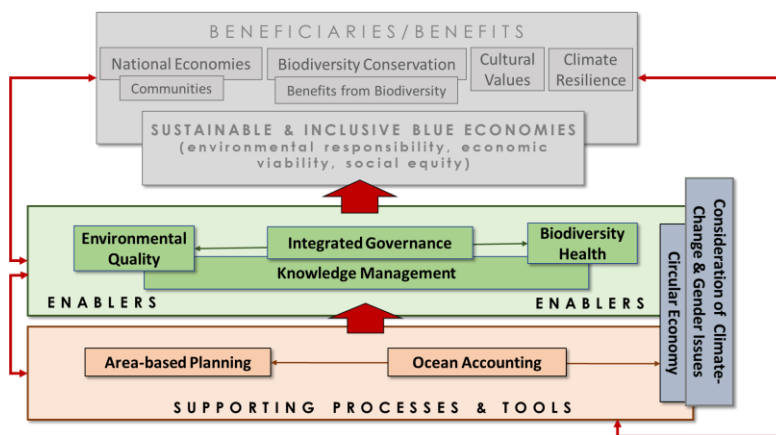 BENEFICIARIES/BENEFITS
National Economies
Communities
Biodiversity Conservation
Benefits from Biodiversity
Cultural
Values
Climate
Resilience
SUSTAINABLE & INCLUSIVE BLUE ECONOMIES
(environmental responsibility, economic
viability, social equity)
Environmental
Quality
Integrated Governance
Biodiversity
Health
Knowledge Management
ENABLERS
ENABLERS
Consideration of Climate-
Change & Gender Issues
Circular Economy
Area-based Planning
Ocean Accounting
SUPPORTING PROCESSES & TOOLS